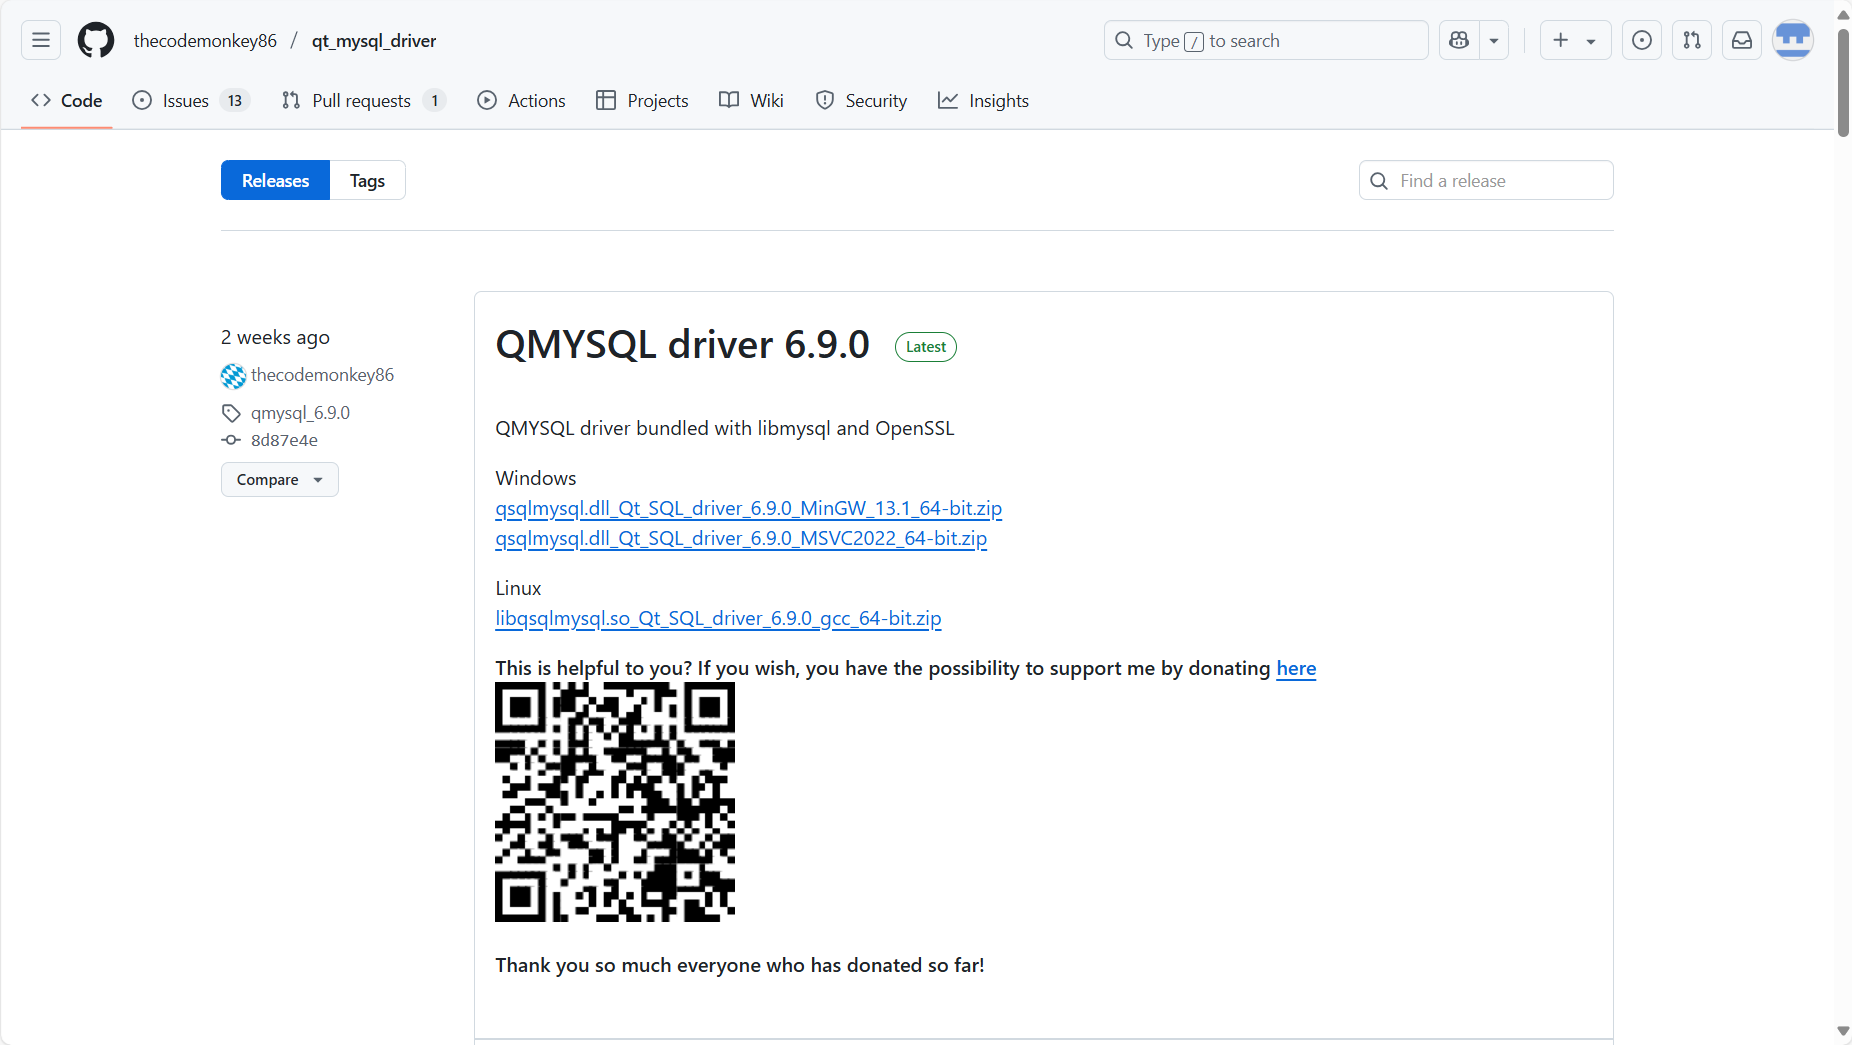 thecodemonkey86 / qt_mysql_driver
Type / to search
Code
Issues 13
Pull requests 1
Actions
Projects
Wiki
Security
Insights
Releases
Tags
Find a release
2 weeks ago
thecodemonkey86
qmysql_6.9.0
8d87e4e
Compare
QMYSQL driver 6.9.0 Latest
QMYSQL driver bundled with libmysql and OpenSSL
Windows
qsqlmysql.dll_Qt_SQL_driver_6.9.0_MinGW_13.1_64-bit.zip
qsqlmysql.dll_Qt_SQL_driver_6.9.0_MSVC2022_64-bit.zip
Linux
libqsqlmysql.so_Qt_SQL_driver_6.9.0_gcc_64-bit.zip
This is helpful to you? If you wish, you have the possibility to support me by donating here
Thank you so much everyone who has donated so far!